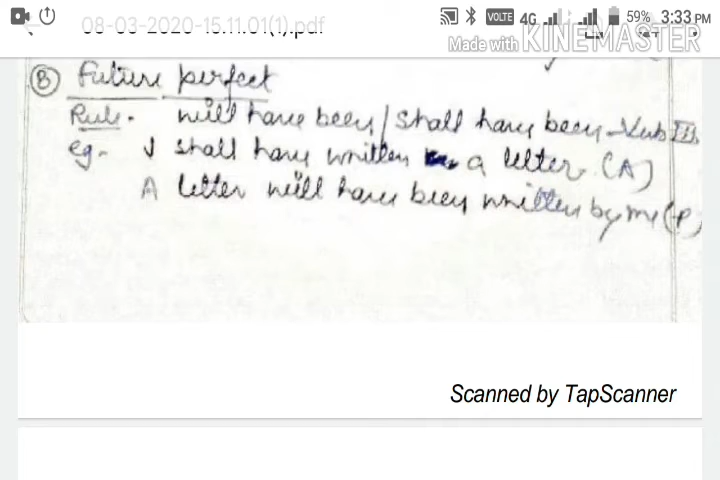 08-03-2020-15.11.01(1).pdf
VOLTE 4G 59% 3:33 PM
Made with KINEMASTER
(8) Future perfect
Rule- will have been/shall have been-Verb III
eg- I shall have written a letter. (A)
A letter will have been written by me (P)
Scanned by TapScanner